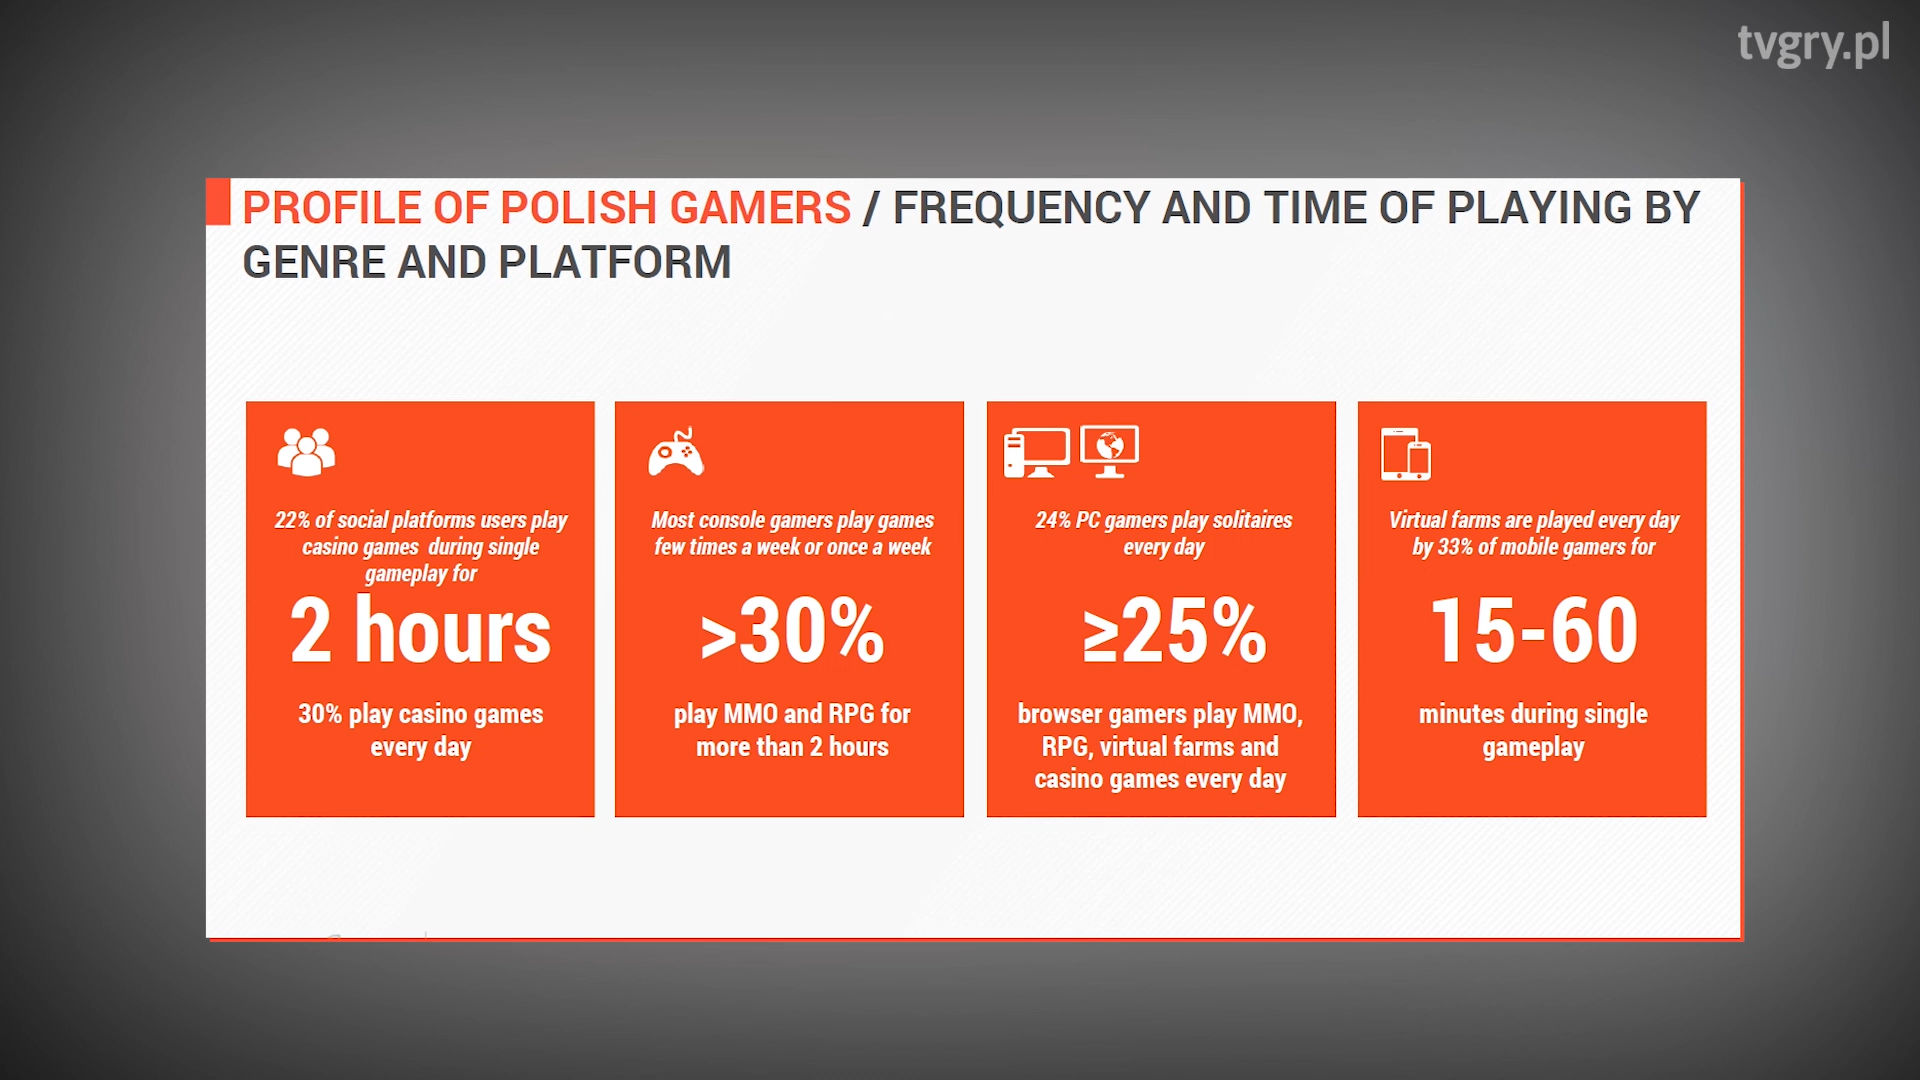 tvgry.pl
PROFILE OF POLISH GAMERS / FREQUENCY AND TIME OF PLAYING BY
GENRE AND PLATFORM
22% of social platforms users play
casino games during single
gameplay for
2 hours
30% play casino games
every day
Most console gamers play games
few times a week or once a week
>30%
play MMO and RPG for
more than 2 hours
24% PC gamers play solitaires
every day
≥25%
browser gamers play MMO,
RPG, virtual farms and
casino games every day
Virtual farms are played every day
by 33% of mobile gamers for
15-60
minutes during single
gameplay